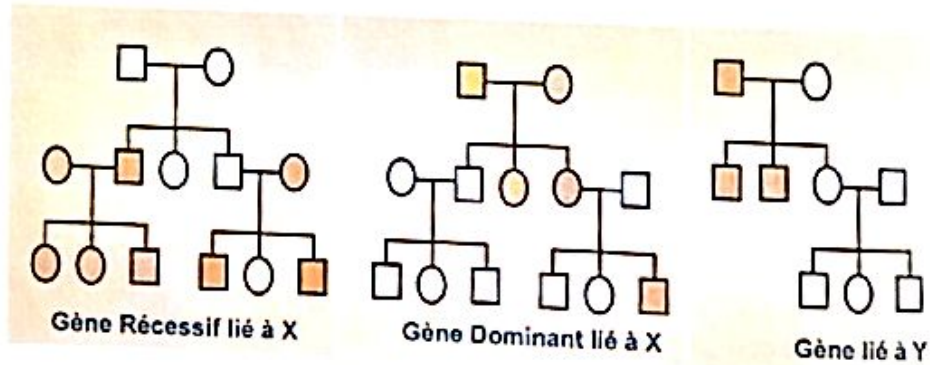 Gène Récessif lié à X
Gène Dominant lié à X
Gène lié à Y